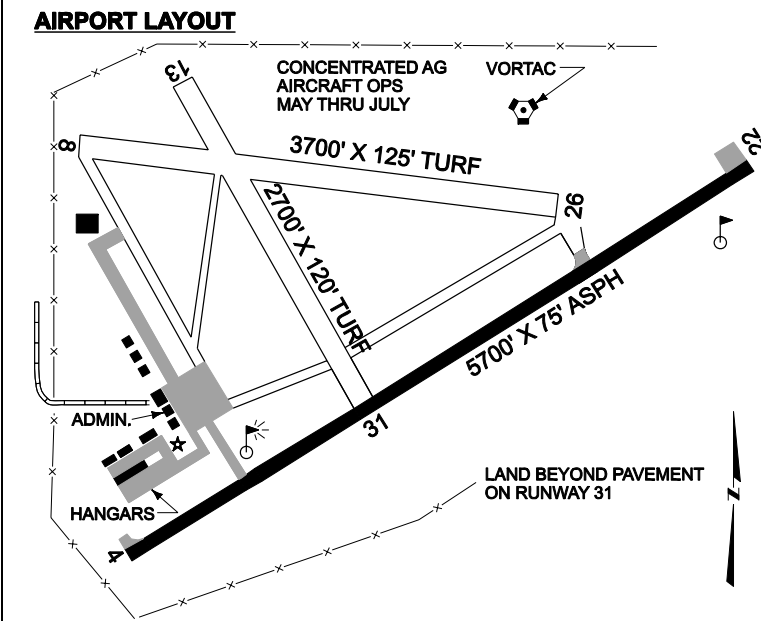 AIRPORT LAYOUT
13
CONCENTRATED AG
AIRCRAFT OPS
MAY THRU JULY
VORTAC
8
3700' X 125' TURF
22
26
2700' X 120' TURF
5700' X 75' ASPH
ADMIN.
31
LAND BEYOND PAVEMENT
ON RUNWAY 31
HANGARS
N
4